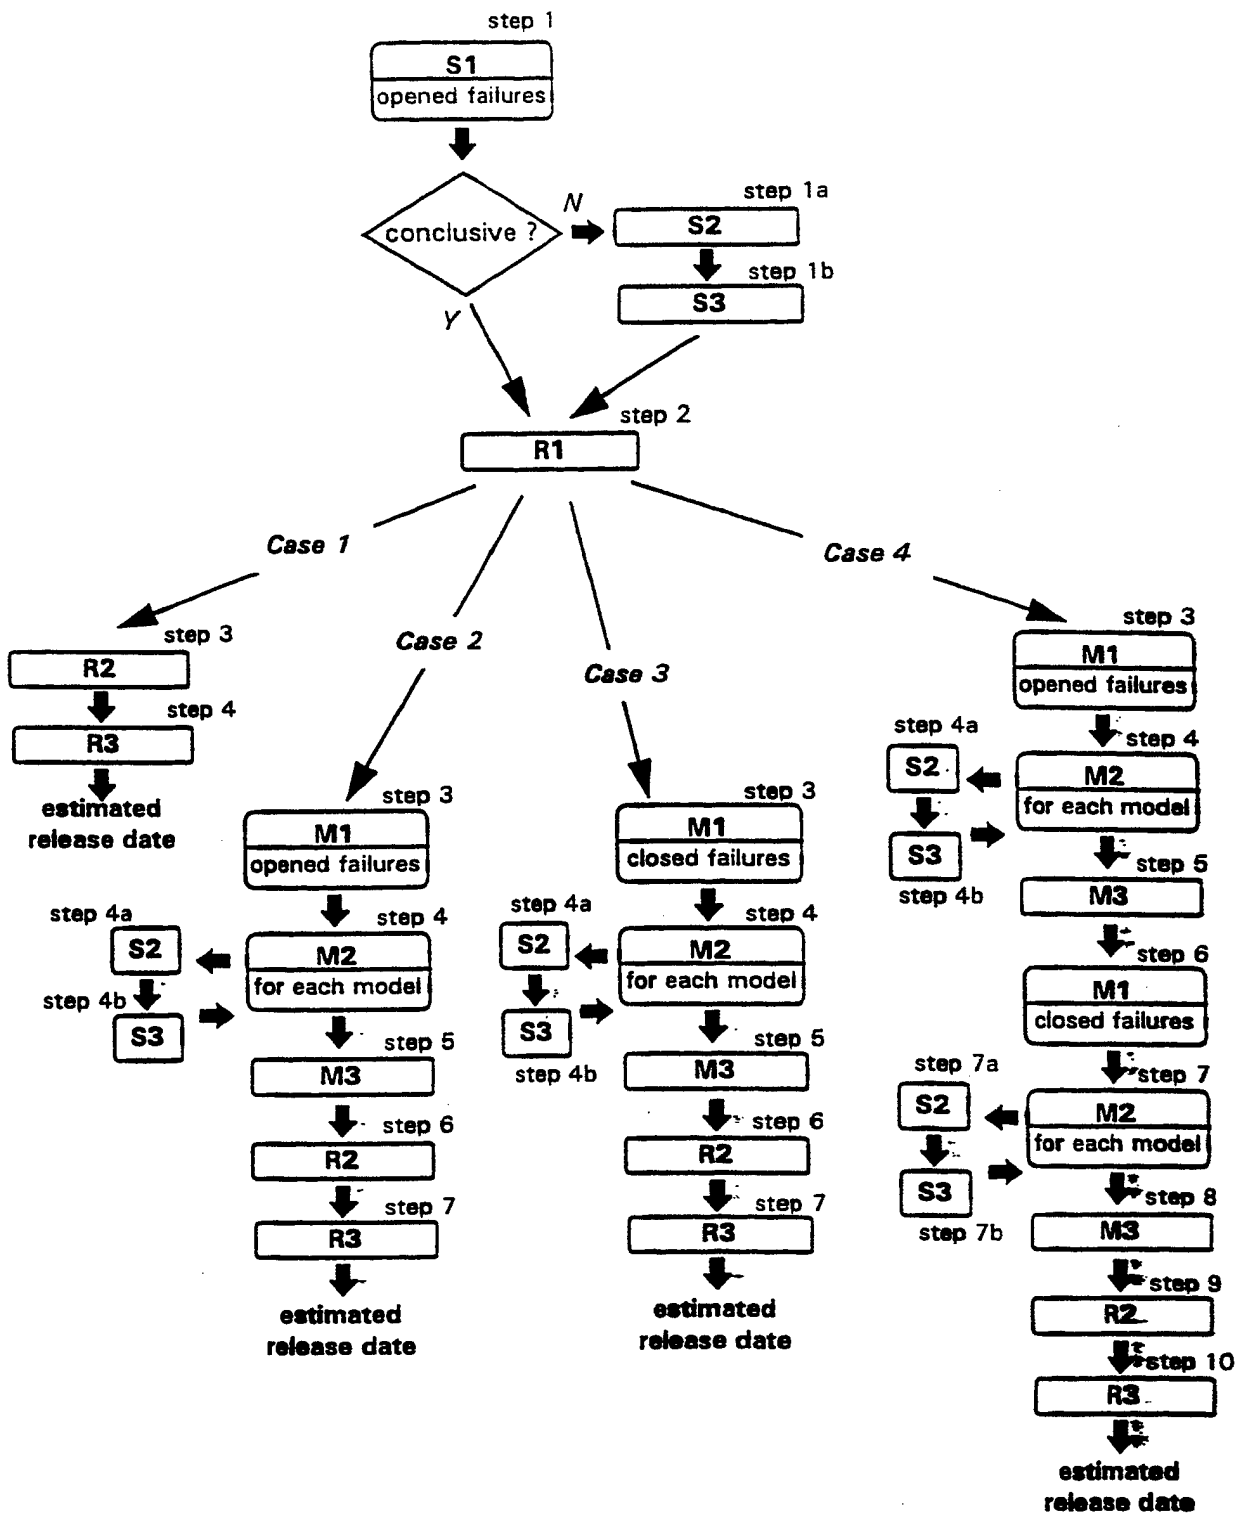 step 1
S1
opened failures
conclusive ?
N
step 1a
S2
step 1b
S3
Y
step 2
R1
Case 1
Case 2
Case 3
Case 4
step 3
R2
step 4
R3
estimated
release date
step 3
M1
opened failures
step 4a
S2
step 4b
S3
step 4
M2
for each model
step 5
M3
step 6
R2
step 7
R3
estimated
release date
step 3
M1
closed failures
step 4a
S2
S3
step 4b
step 4
M2
for each model
step 5
M3
step 6
R2
step 7
R3
estimated
release date
step 3
M1
opened failures
step 4a
S2
S3
step 4b
step 4
M2
for each model
step 5
M3
step 6
M1
closed failures
step 7a
S2
S3
step 7b
step 7
M2
for each model
step 8
M3
step 9
R2
step 10
R3
estimated
release date